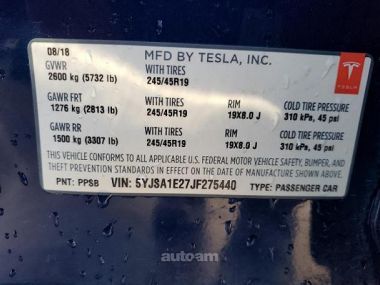 08/18 MFD BY TESLA, INC.
GVWR WITH TIRES
2600 kg (5732 lb) 245/45R19
TESLA
GAWR FRT WITH TIRES RIM COLD TIRE PRESSURE
1276 kg (2813 lb) 245/45R19 19X8.0 J 310 kPa, 45 psi
GAWR RR WITH TIRES RIM COLD TIRE PRESSURE
1500 kg (3307 lb) 245/45R19 19X8.0 J 310 kPa, 45 psi
THIS VEHICLE CONFORMS TO ALL APPLICABLE U.S. FEDERAL MOTOR VEHICLE SAFETY, BUMPER, AND
THEFT PREVENTION STANDARDS IN EFFECT ON THE DATE OF MANUFACTURE SHOWN ABOVE.
PNT: PPSB VIN: 5YJSA1E27JF275440 TYPE: PASSENGER CAR
autoam